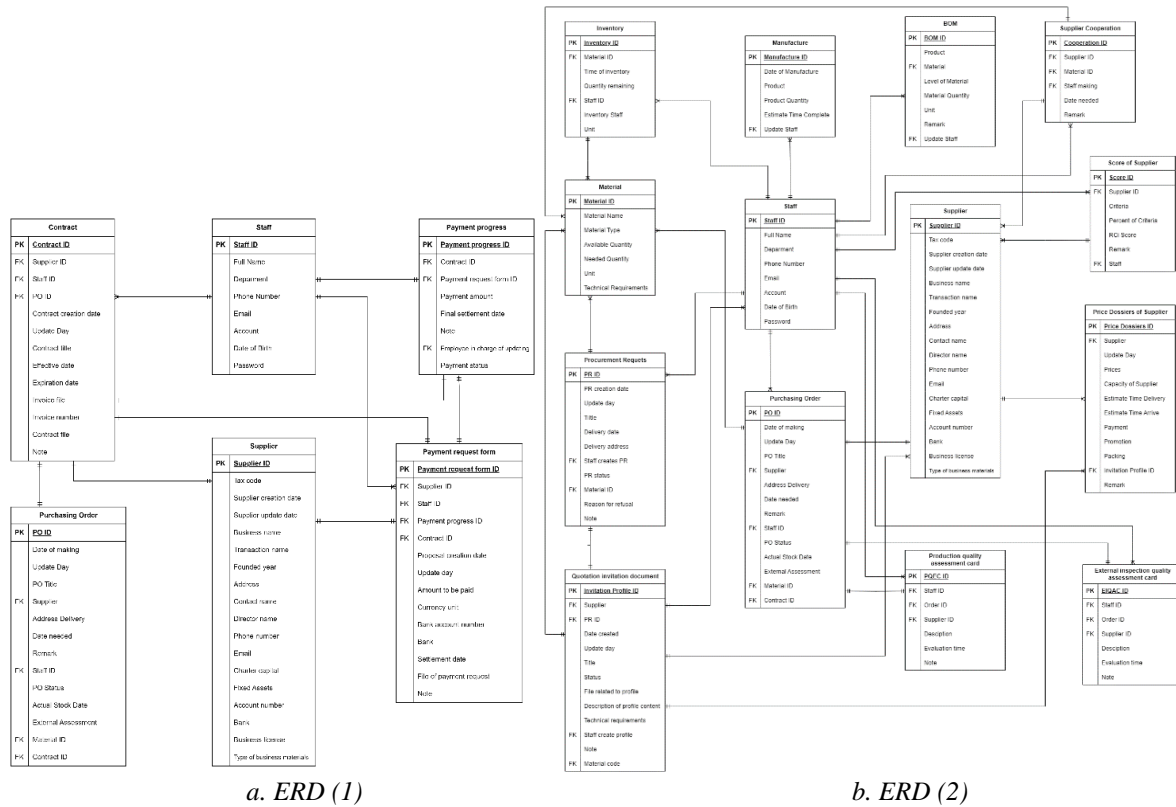 Contract
PK Contract ID
FK Supplier ID
FK Staff ID
FK PO ID
Contract creation date
Update Day
Contract title
Effective date
Expiration date
Invoice file
Invoice number
Contract file
Note
Staff
PK Staff ID
Full Name
Deparment
Phone Number
Email
Account
Date of Birth
Password
Payment progress
PK Payment progress ID
FK Contract ID
FK Payment request form ID
Payment amount
Final settlement date
Note
FK Employee in charge of updating
Payment status
Purchasing Order
PK PO ID
Date of making
Update Day
PO Title
FK Supplier
Address Delivery
Date needed
Remark
FK Staff ID
PO Status
Actual Stock Date
External Assessment
FK Material ID
FK Contract ID
Supplier
PK Supplier ID
Tax code
Supplier creation date
Supplier update date
Business name
Transaction name
Founded year
Address
Contact name
Director name
Phone number
Email
Charter capital
Fixed Assets
Account number
Bank
Business license
Type of business materials
Payment request form
PK Payment request form ID
FK Supplier ID
FK Staff ID
FK Payment progress ID
FK Contract ID
Proposal creation date
Update day
Amount to be paid
Currency unit
Bank account number
Bank
Settlement date
File of payment request
Note
a. ERD (1)
Inventory
PK Inventory ID
FK Material ID
Time of inventory
Quantity remaining
FK Staff ID
Inventory Staff
Unit
Manufacture
PK Manufacture ID
Date of Manufacture
Product
Product Quantity
Estimate Time Complete
FK Update Staff
BOM
PK BOM ID
Product
FK Material
Level of Material
Material Quantity
Unit
Remark
FK Update Staff
Supplier Cooperation
PK Cooperation ID
FK Supplier ID
FK Material ID
FK Staff making
Date needed
Remark
Material
PK Material ID
Material Name
Material Type
Available Quantity
Needed Quantity
Unit
Technical Requirements
Staff
PK Staff ID
Full Name
Deparment
Phone Number
Email
Account
Date of Birth
Password
Supplier
PK Supplier ID
Tax code
Supplier creation date
Supplier update date
Business name
Transaction name
Founded year
Address
Contact name
Director name
Phone number
Email
Charter capital
Fixed Assets
Account number
Bank
Business license
Type of business materials
Score of Supplier
PK Score ID
FK Supplier ID
Criteria
Percent of Criteria
RCI Score
Remark
FK Staff
Price Dossiers of Supplier
PK Price Dossiers ID
FK Supplier
Update Day
Prices
Capacity of Supplier
Estimate Time Delivery
Estimate Time Arrive
Payment
Promotion
Packing
FK Invitation Profile ID
Remark
Procurement Requets
PK PR ID
PR creation date
Update day
Title
Delivery date
Delivery address
FK Staff creates PR
PR status
FK Material ID
Reason for refusal
Note
Purchasing Order
PK PO ID
Date of making
Update Day
PO Title
FK Supplier
Address Delivery
Date needed
Remark
FK Staff ID
PO Status
Actual Stock Date
External Assessment
FK Material ID
FK Contract ID
Quotation invitation document
PK Invitation Profile ID
FK Supplier
FK PR ID
Date created
Update day
Title
Status
File related to profile
Description of profile content
Technical requirements
FK Staff create profile
Note
FK Material code
Production quality
assessment card
PK PQEC ID
FK Staff ID
FK Order ID
FK Supplier ID
Desciption
Evaluation time
Note
External inspection quality
assessment card
PK EIQAC ID
FK Staff ID
FK Order ID
FK Supplier ID
Desciption
Evaluation time
Note
b. ERD (2)